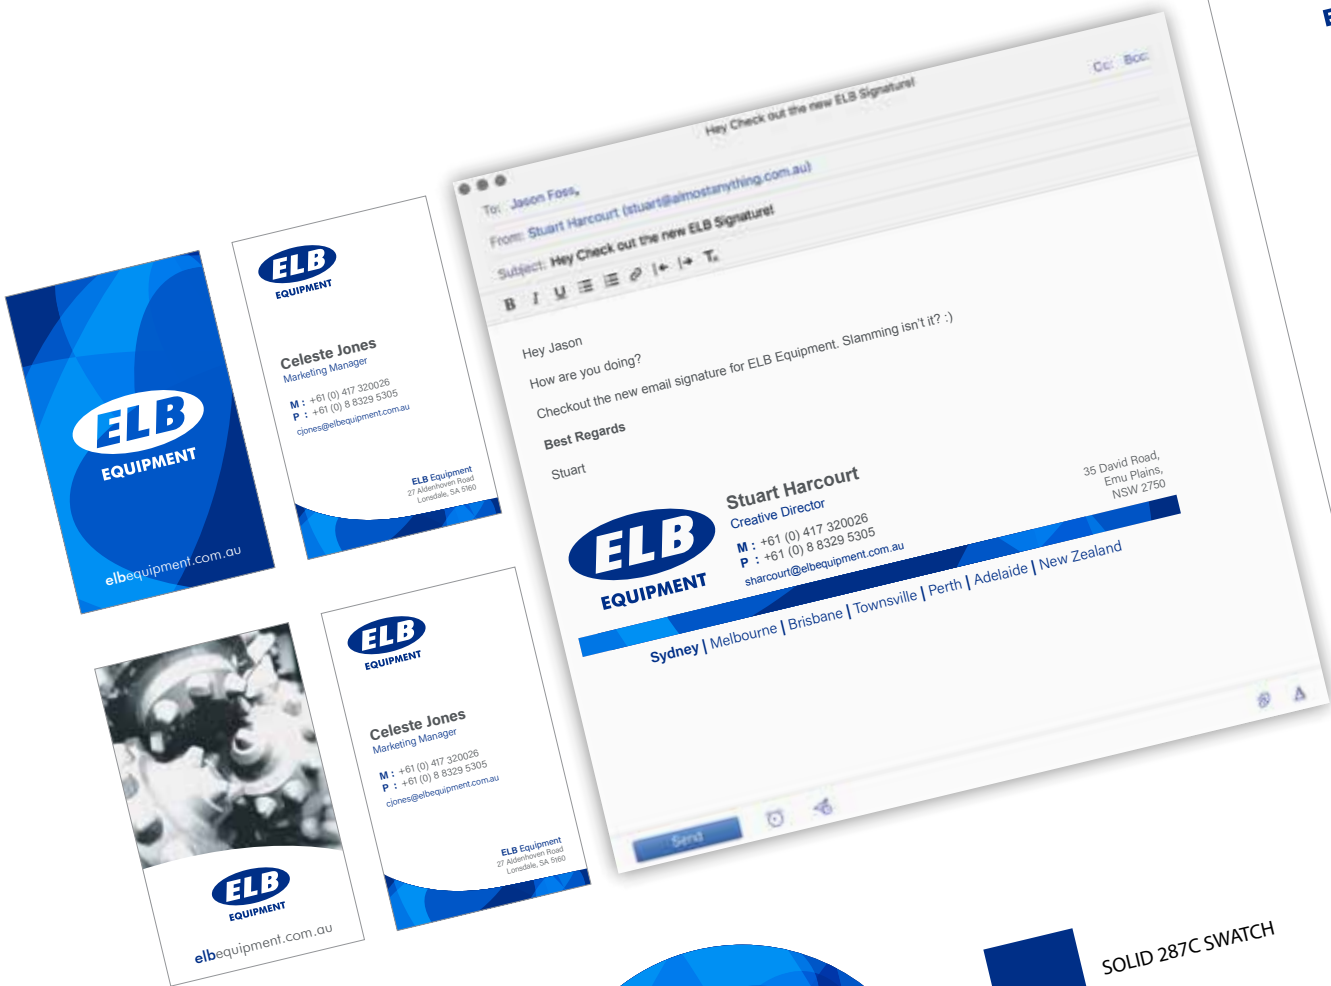 ELB
EQUIPMENT
elbequipment.com.au
ELB
EQUIPMENT
Celeste Jones
Marketing Manager
M : +61 (0) 417 320026
P : +61 (0) 8 8329 5305
cjones@elbequipment.com.au
ELB Equipment
27 Aldenhoven Road
Lonsdale, SA 5160
Hey Check out the new ELB Signature!
Cc: Bcc:
To: Jason Foss,
From: Stuart Harcourt (stuart@almostanything.com.au)
Subject: Hey Check out the new ELB Signature!
B I U
Hey Jason
How are you doing?
Checkout the new email signature for ELB Equipment. Slamming isn't it? :)
Best Regards
Stuart
ELB
EQUIPMENT
Stuart Harcourt
Creative Director
M : +61 (0) 417 320026
P : +61 (0) 8 8329 5305
sharcourt@elbequipment.com.au
35 David Road,
Emu Plains,
NSW 2750
Sydney | Melbourne | Brisbane | Townsville | Perth | Adelaide | New Zealand
Send
ELB
EQUIPMENT
elbequipment.com.au
ELB
EQUIPMENT
Celeste Jones
Marketing Manager
M : +61 (0) 417 320026
P : +61 (0) 8 8329 5305
cjones@elbequipment.com.au
ELB Equipment
27 Aldenhoven Road
Lonsdale, SA 5160
SOLID 287C SWATCH